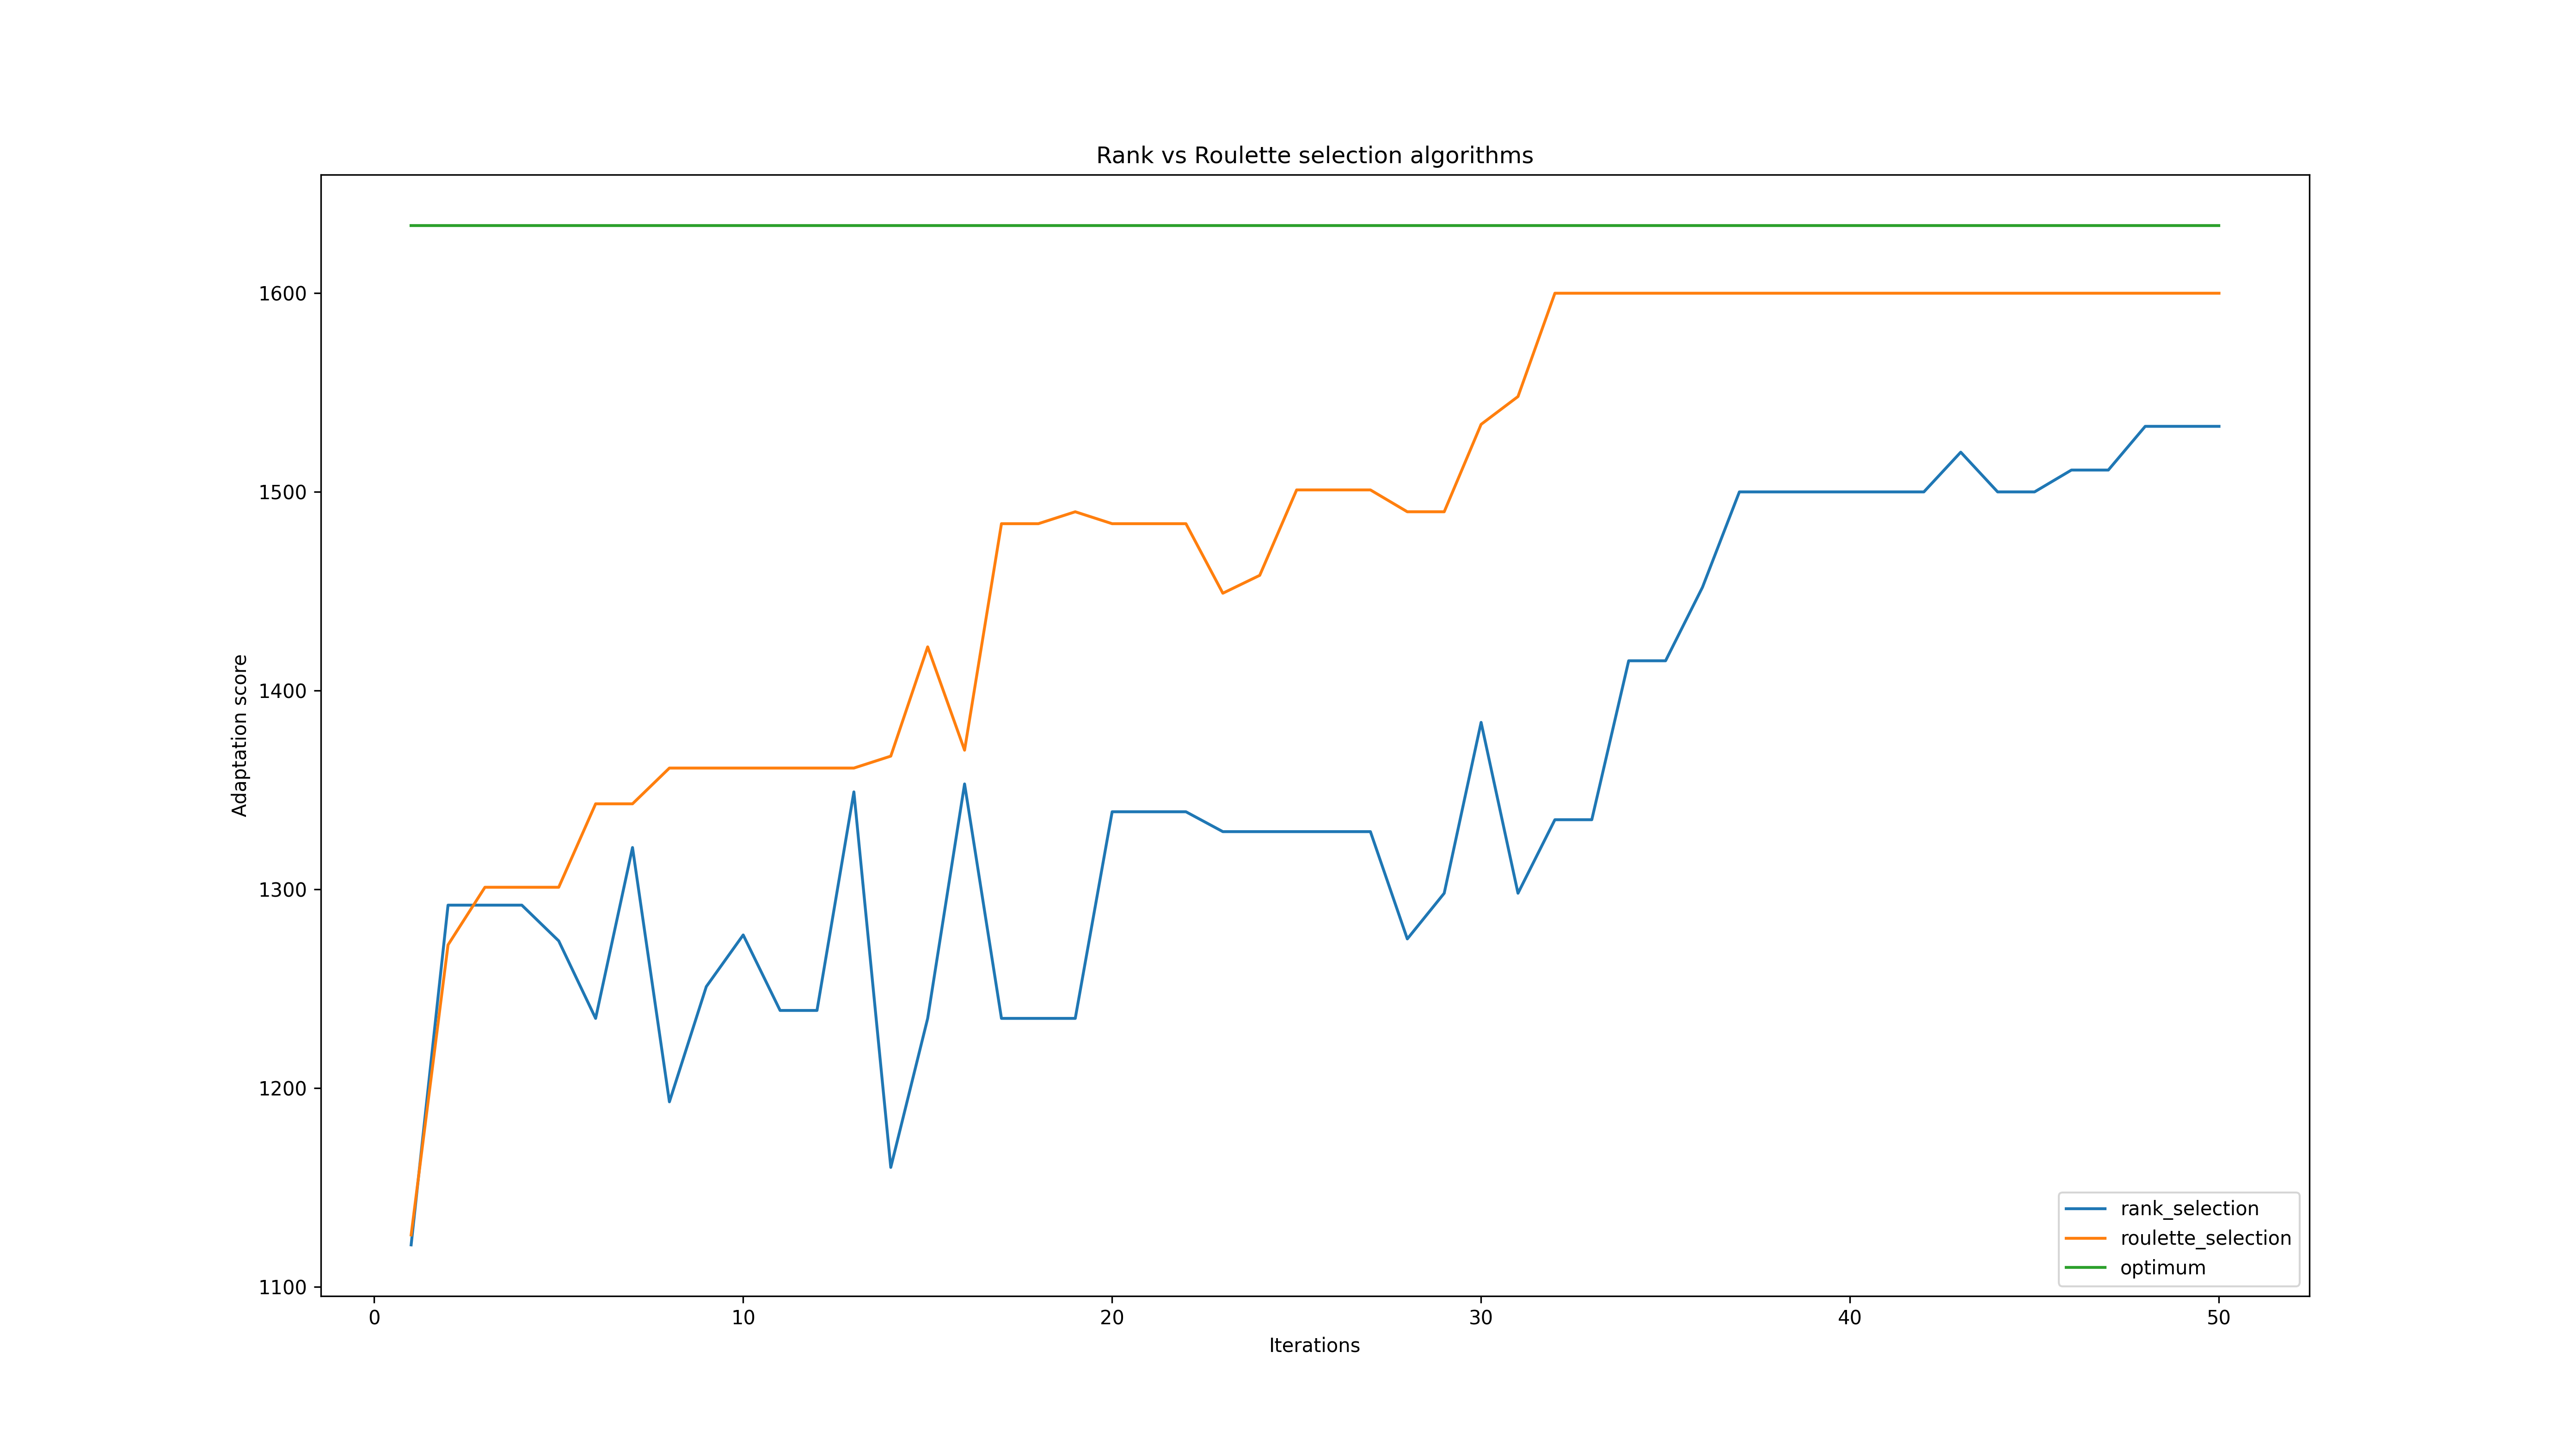 Rank vs Roulette selection algorithms
1600
1500
1400
1300
1200
1100
Adaptation score
0 10 20 30 40 50
Iterations
rank_selection
roulette_selection
optimum